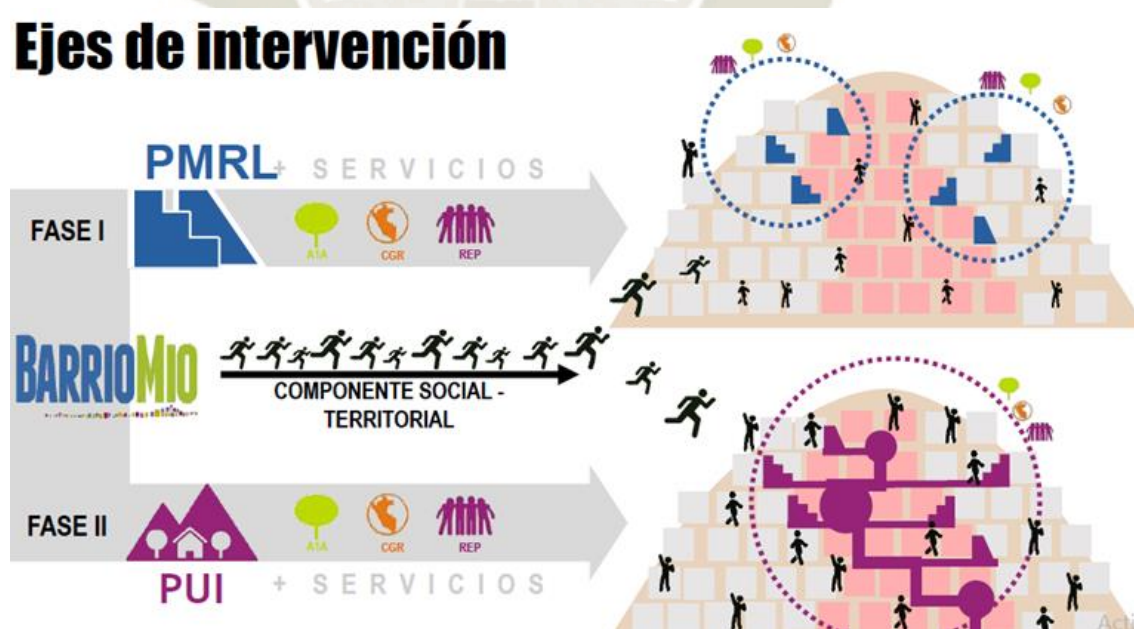 Ejes de intervención
PMRL + SERVICIOS
FASE I
A1A CGR REP
BARRIOMIO
COMPONENTE SOCIAL -
TERRITORIAL
FASE II
A1A CGR REP
PUI + SERVICIOS
Acti